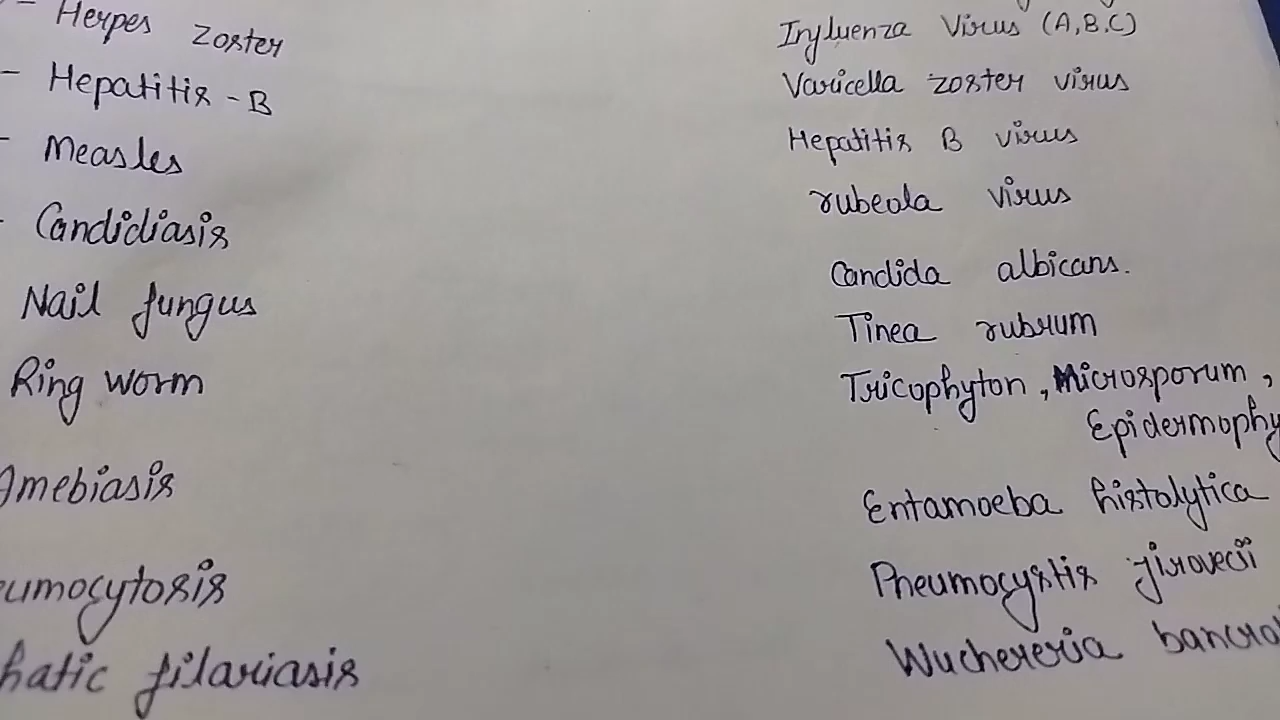 Influenza Virus (A,B,C)
- Herpes zoster Varicella zoster virus
- Hepatitis - B Hepatitis B virus
- Measles rubeola virus
- Candidiasis Candida albicans.
Nail fungus Tinea rubrum
Ring worm Tricophyton, Microsporum,
Epidermophy
Amebiasis Entamoeba histolytica
umocytosis Pneumocystis jirovecii
hatic filariasis Wuchereria bancro